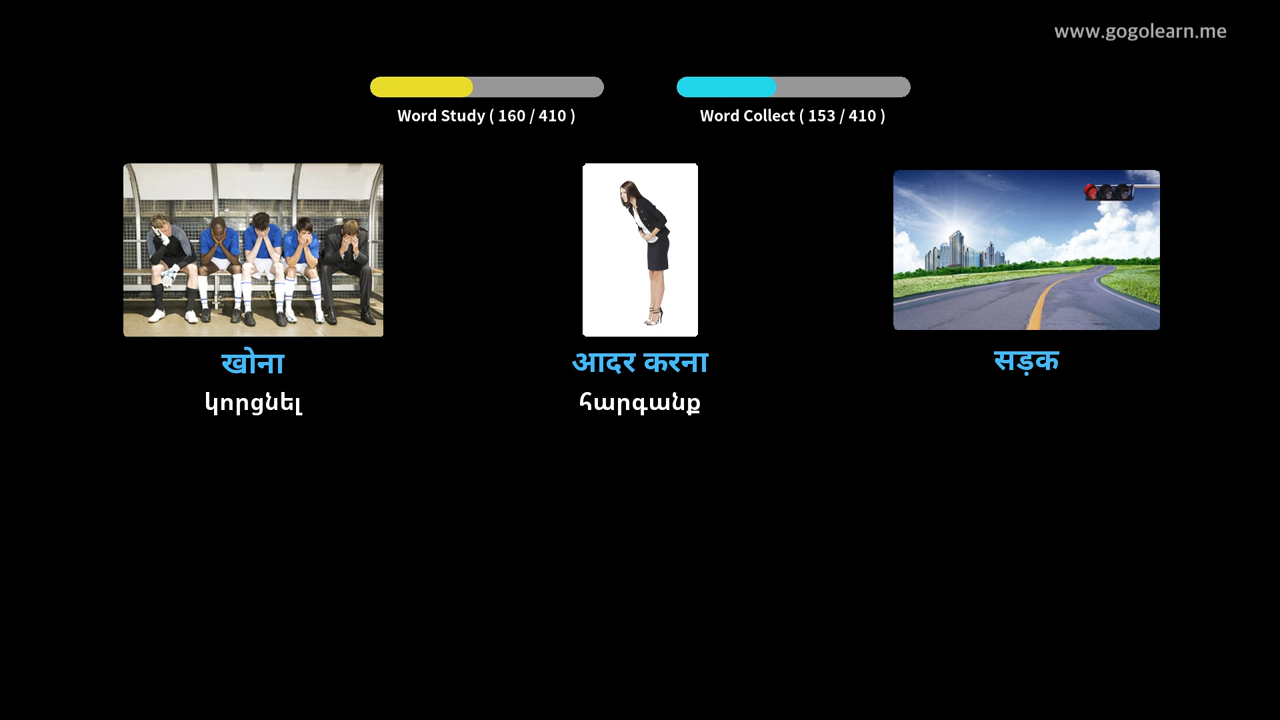 www.gogolearn.me
Word Study ( 160 / 410 )
Word Collect ( 153 / 410 )
खोना
आदर करना
सड़क
կորցնել
հարգանք